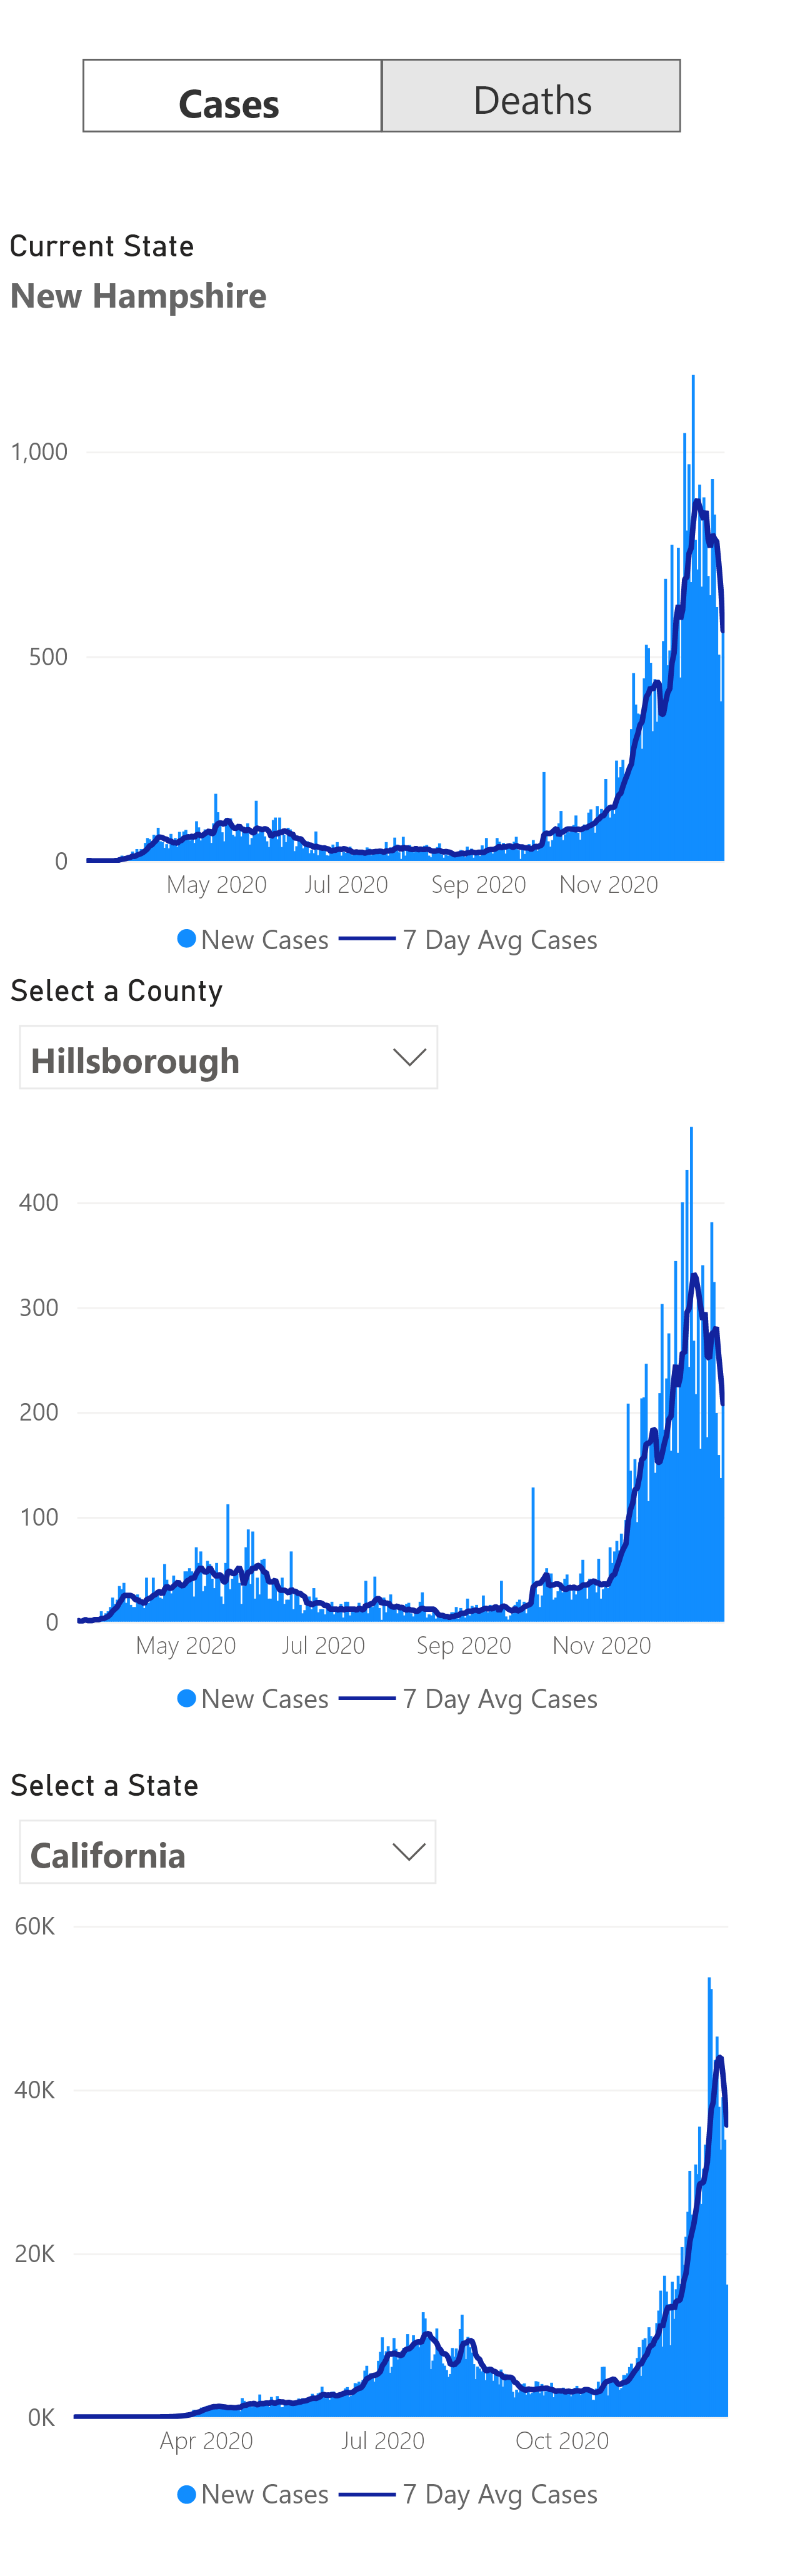 Cases Deaths
Current State
New Hampshire
1,000
500
0
May 2020 Jul 2020 Sep 2020 Nov 2020
New Cases 7 Day Avg Cases
Select a County
Hillsborough
400
300
200
100
0
May 2020 Jul 2020 Sep 2020 Nov 2020
New Cases 7 Day Avg Cases
Select a State
California
60K
40K
20K
0K
Apr 2020 Jul 2020 Oct 2020
New Cases 7 Day Avg Cases